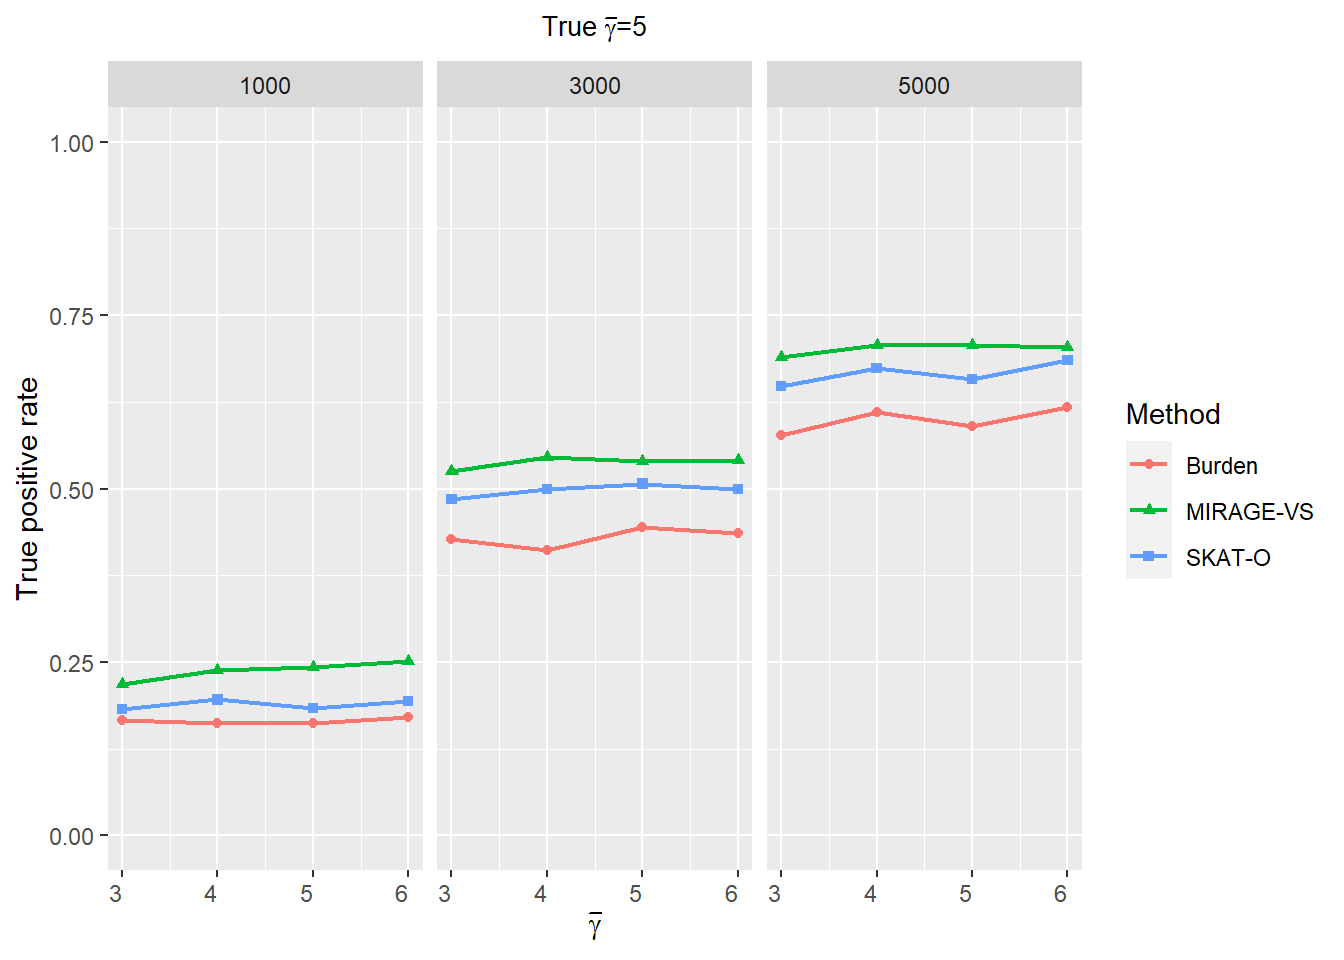 True γ̅=5
1000 3000 5000
1.00
0.75
0.50
0.25
0.00
True positive rate
3 4 5 6 3 4 5 6 3 4 5 6
γ̅
Method
Burden
MIRAGE-VS
SKAT-O